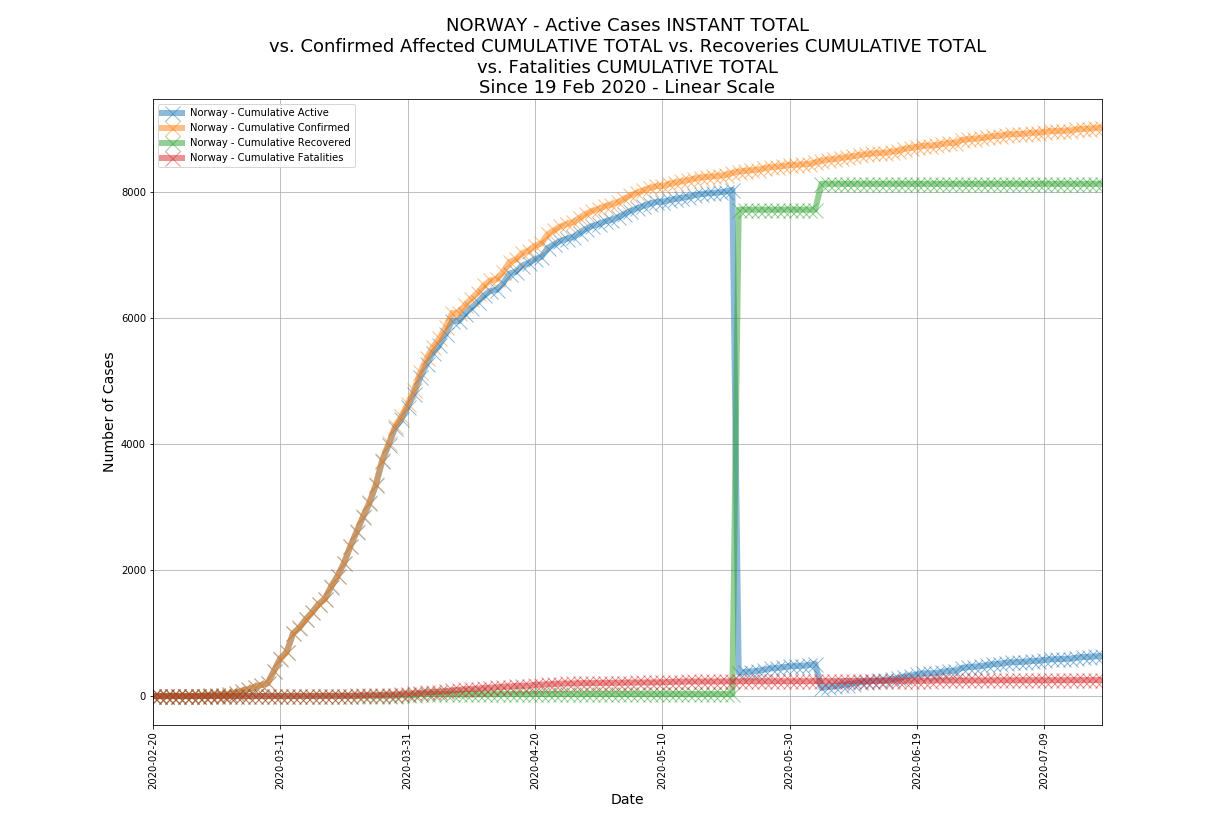 NORWAY - Active Cases INSTANT TOTAL
vs. Confirmed Affected CUMULATIVE TOTAL vs. Recoveries CUMULATIVE TOTAL
vs. Fatalities CUMULATIVE TOTAL
Since 19 Feb 2020 - Linear Scale
Norway - Cumulative Active
Norway - Cumulative Confirmed
Norway - Cumulative Recovered
Norway - Cumulative Fatalities
Number of Cases
8000
6000
4000
2000
0
2020-02-20
2020-03-11
2020-03-31
2020-04-20
2020-05-10
2020-05-30
2020-06-19
2020-07-09
Date